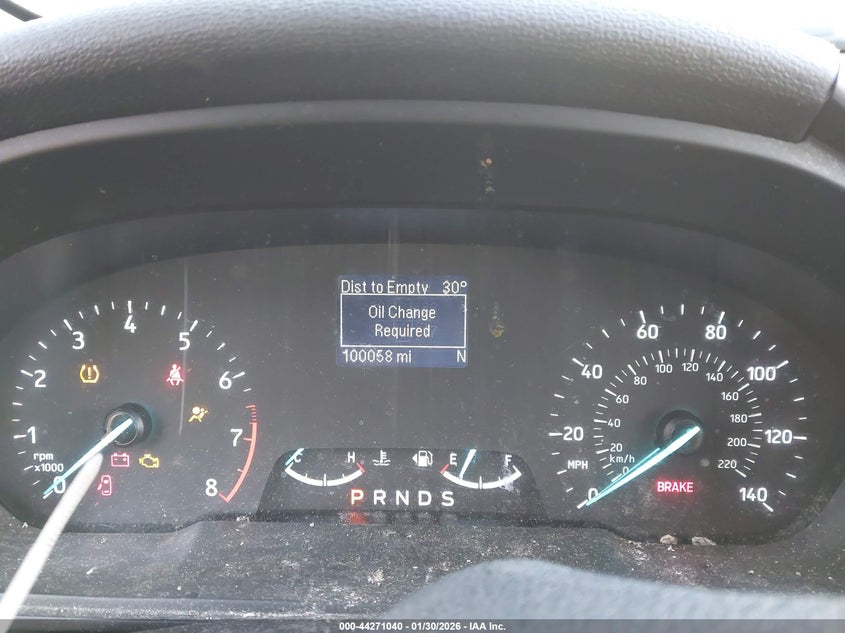 Dist to Empty 30°
Oil Change
Required
100058 mi N
0 1 2 3 4 5 6 7 8
rpm
x1000
C H E F
PRNDS
0 20 40 60 80 100 120 140
MPH
0 20 40 60 80 100 120 140 160 180 200 220
km/h
BRAKE
000-44271040 - 01/30/2026 - IAA Inc.